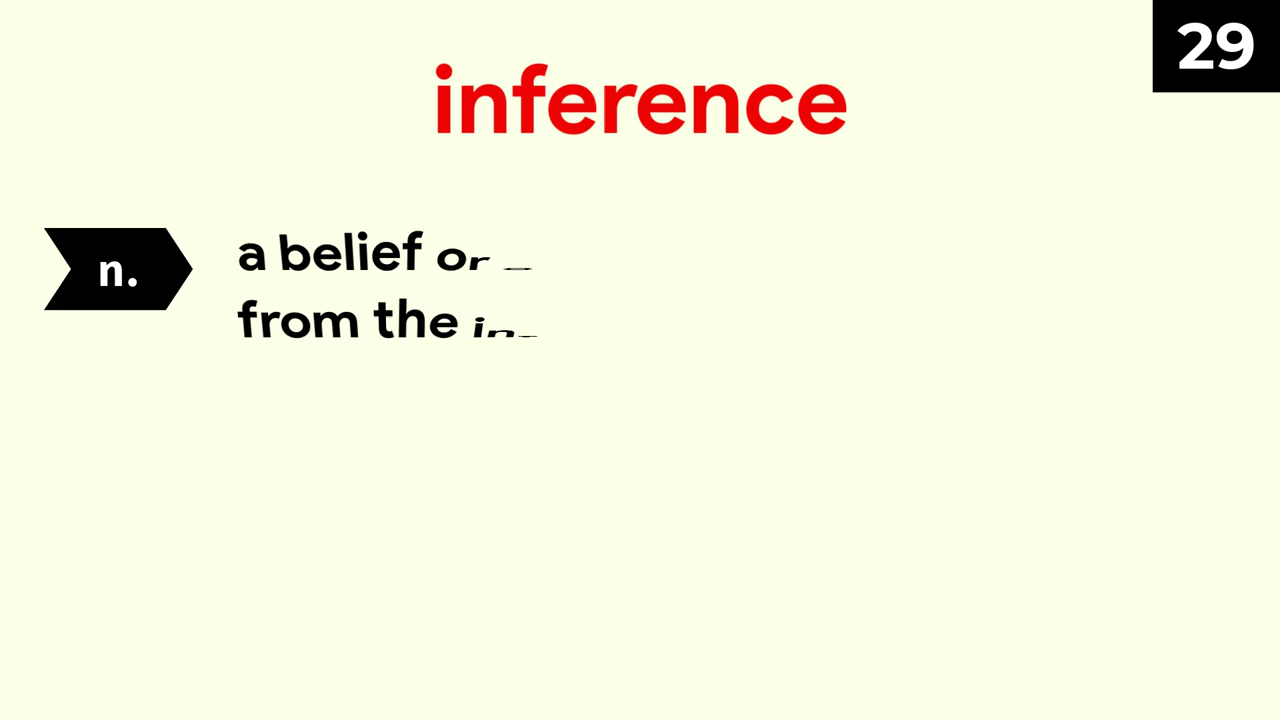 29
inference
n.
a belief or
from the